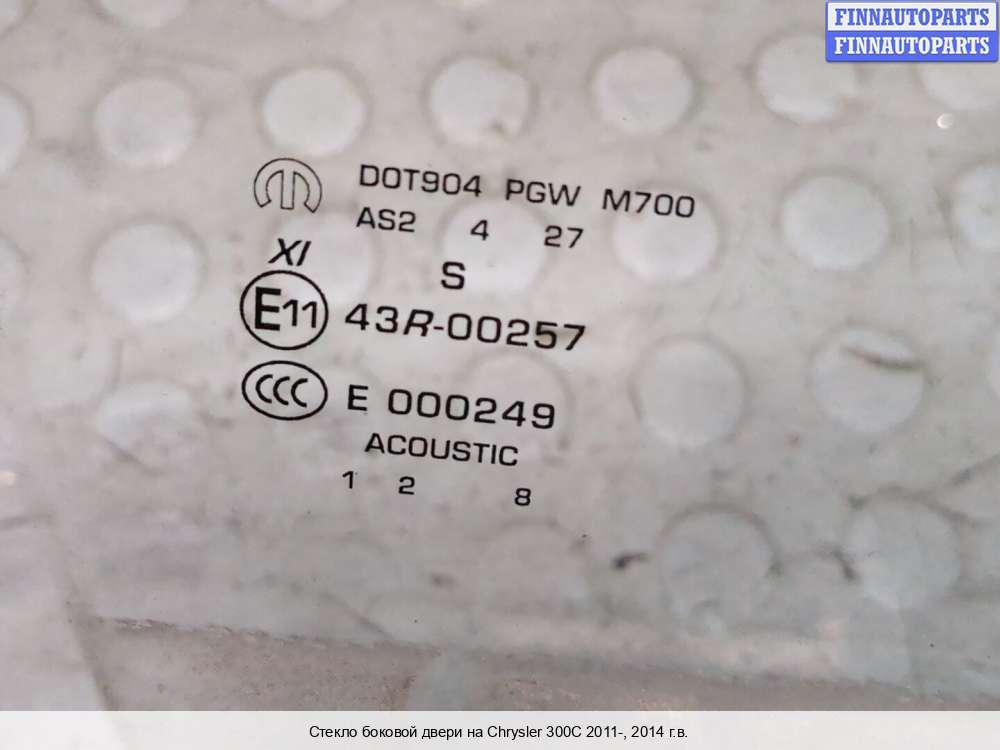 FINNAUTOPARTS
FINNAUTOPARTS
DOT904 PGW M700
AS2 4 27
XI
S
E11 43R-00257
CCC E 000249
ACOUSTIC
1 2 8
Стекло боковой двери на Chrysler 300C 2011-, 2014 г.в.